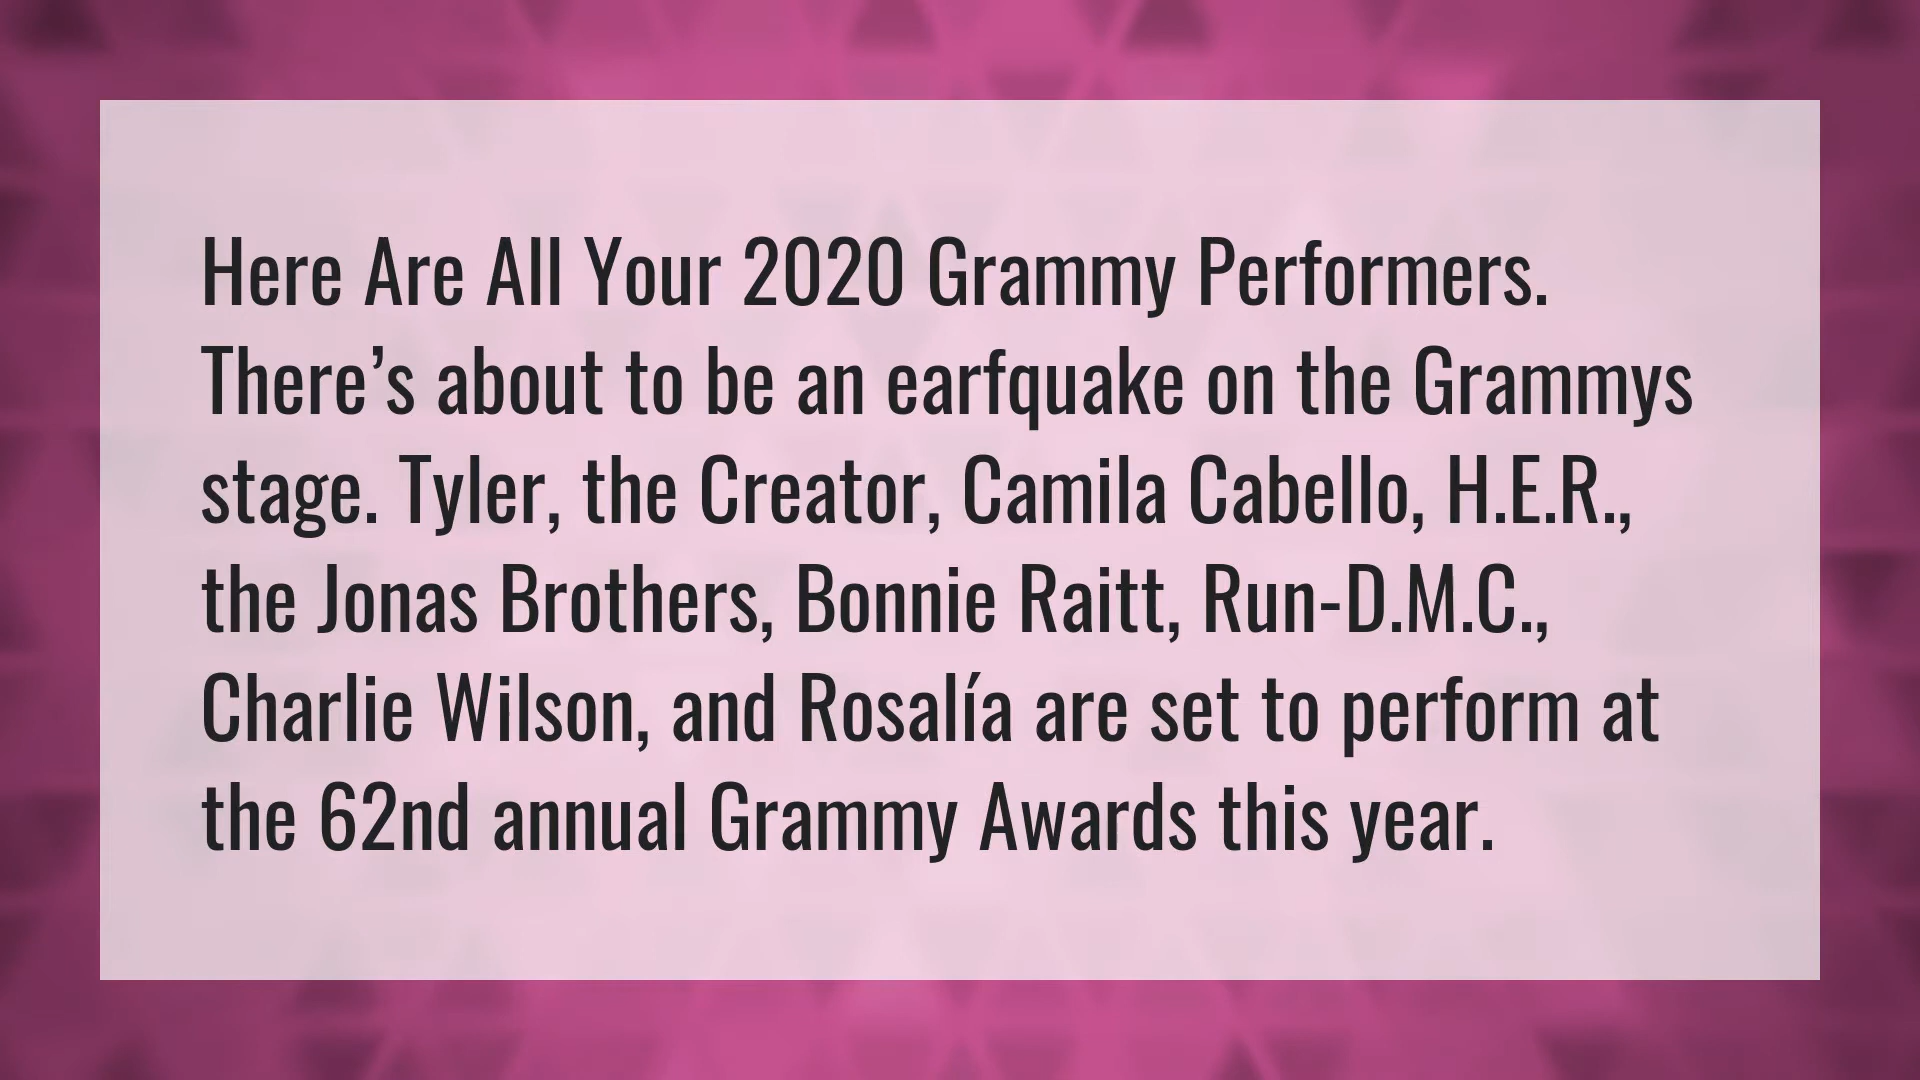 Here Are All Your 2020 Grammy Performers.
There’s about to be an earfquake on the Grammys
stage. Tyler, the Creator, Camila Cabello, H.E.R.,
the Jonas Brothers, Bonnie Raitt, Run-D.M.C.,
Charlie Wilson, and Rosalía are set to perform at
the 62nd annual Grammy Awards this year.